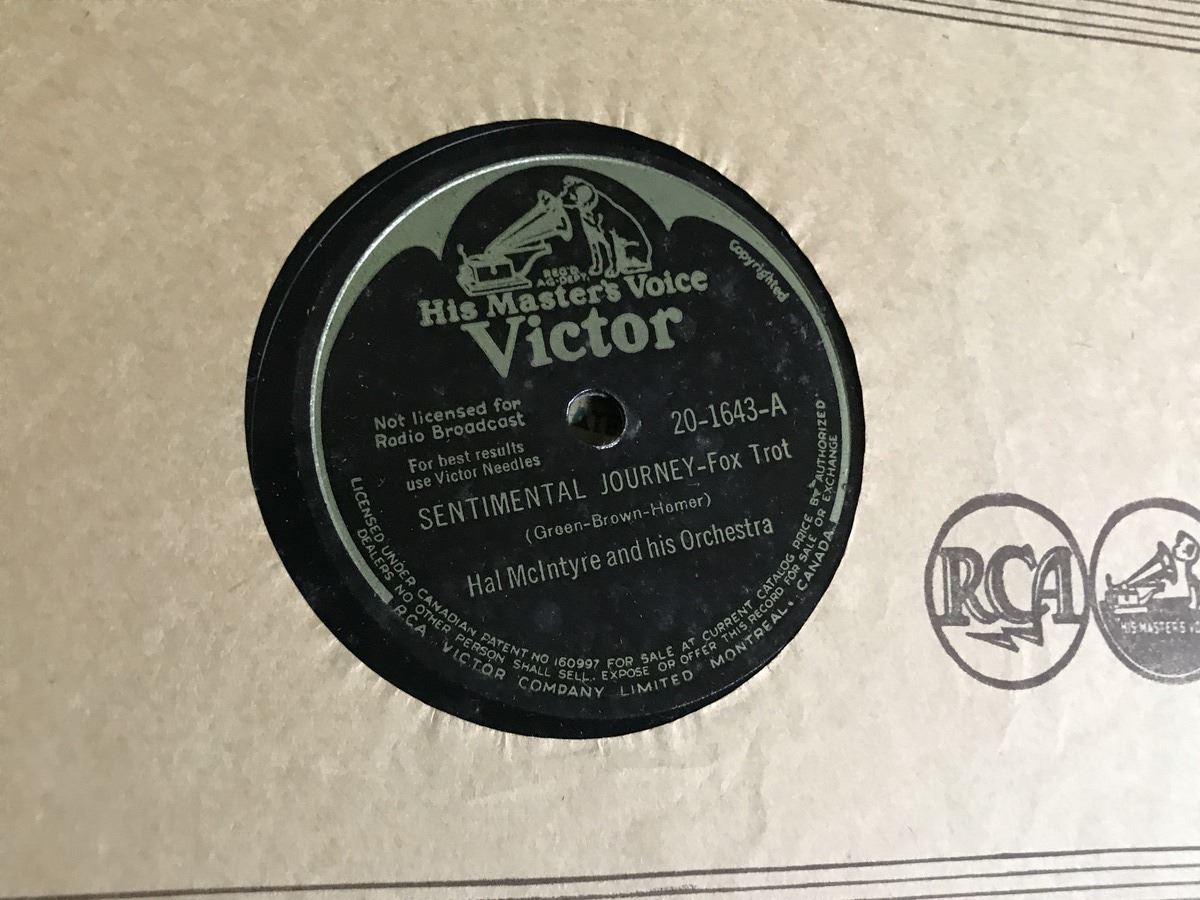 Copyrighted
REG'D.
AG-DEPT.
His Master's Voice
Victor
Not licensed for
Radio Broadcast
20-1643-A
For best results
use Victor Needles
SENTIMENTAL JOURNEY-Fox Trot
(Green-Brown-Homer)
Hal McIntyre and his Orchestra
LICENSED UNDER CANADIAN PATENT NO 160997 FOR SALE AT CURRENT CATALOG PRICE BY AUTHORIZED
DEALERS NO OTHER PERSON SHALL SELL, EXPOSE OR OFFER THIS RECORD FOR SALE OR EXCHANGE
RCA VICTOR COMPANY LIMITED MONTREAL. CANADA
RCA
HIS MASTER'S